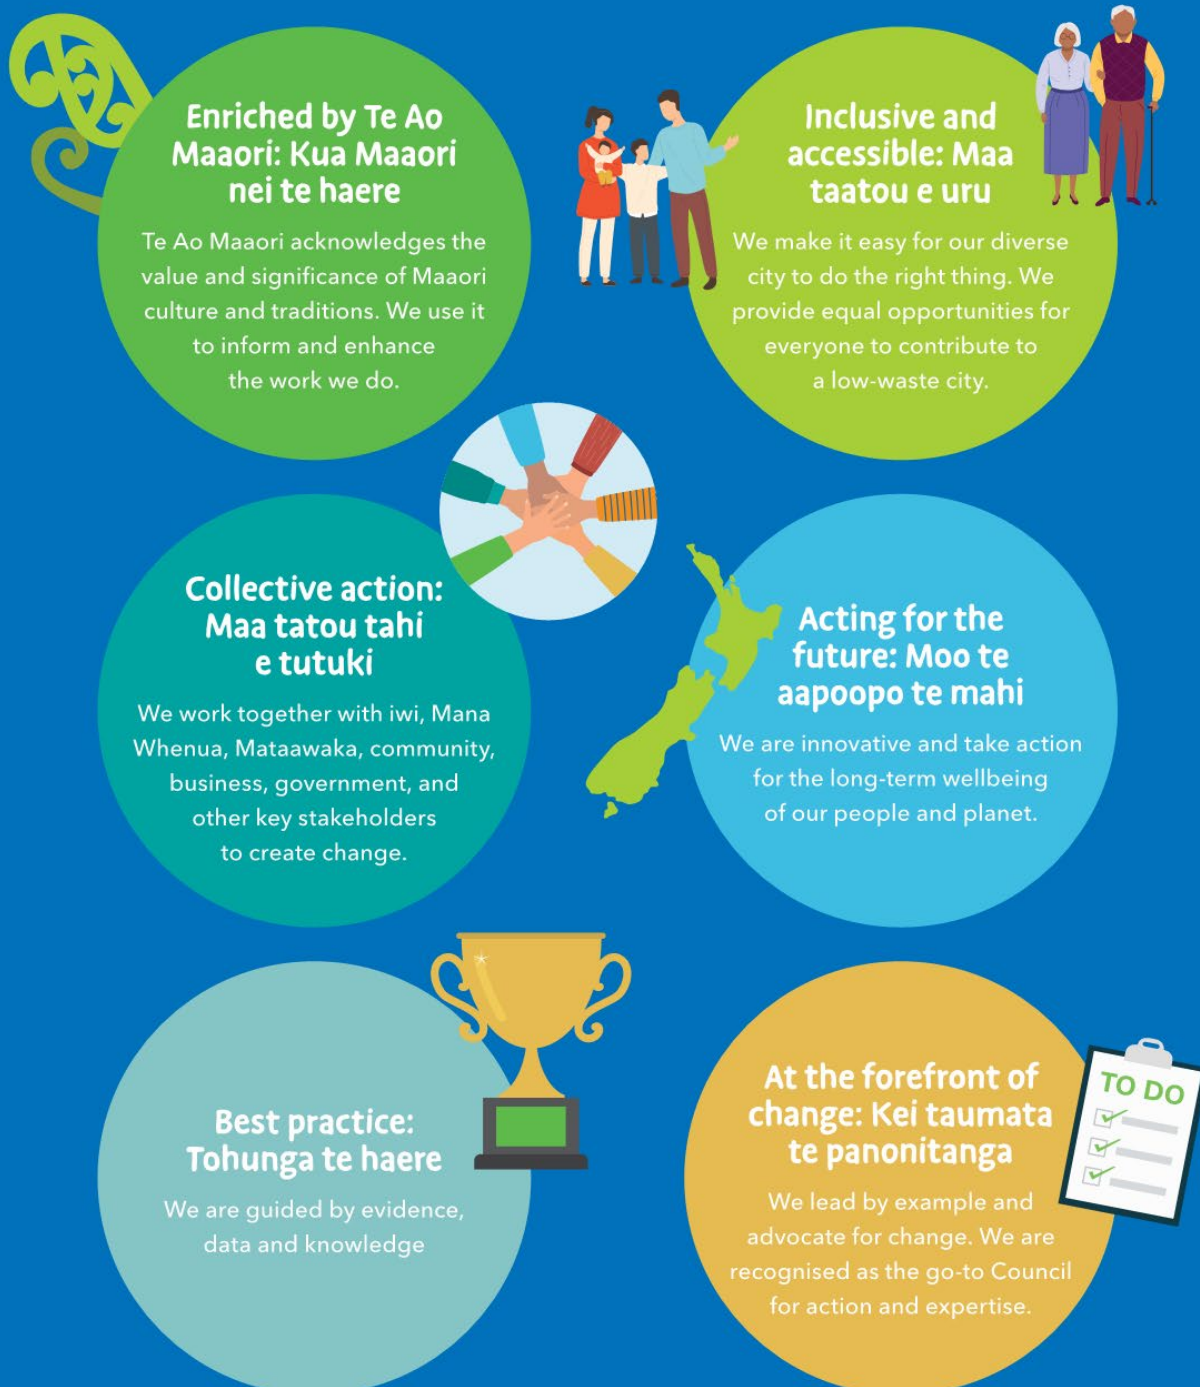 Enriched by Te Ao
Maaori: Kua Maaori
nei te haere
Te Ao Maaori acknowledges the
value and significance of Maaori
culture and traditions. We use it
to inform and enhance
the work we do.
Inclusive and
accessible: Maa
taatou e uru
We make it easy for our diverse
city to do the right thing. We
provide equal opportunities for
everyone to contribute to
a low-waste city.
Collective action:
Maa tatou tahi
e tutuki
We work together with iwi, Mana
Whenua, Mataawaka, community,
business, government, and
other key stakeholders
to create change.
Acting for the
future: Moo te
aapoopo te mahi
We are innovative and take action
for the long-term wellbeing
of our people and planet.
Best practice:
Tohunga te haere
We are guided by evidence,
data and knowledge
At the forefront of
change: Kei taumata
te panonitanga
We lead by example and
advocate for change. We are
recognised as the go-to Council
for action and expertise.
TO DO